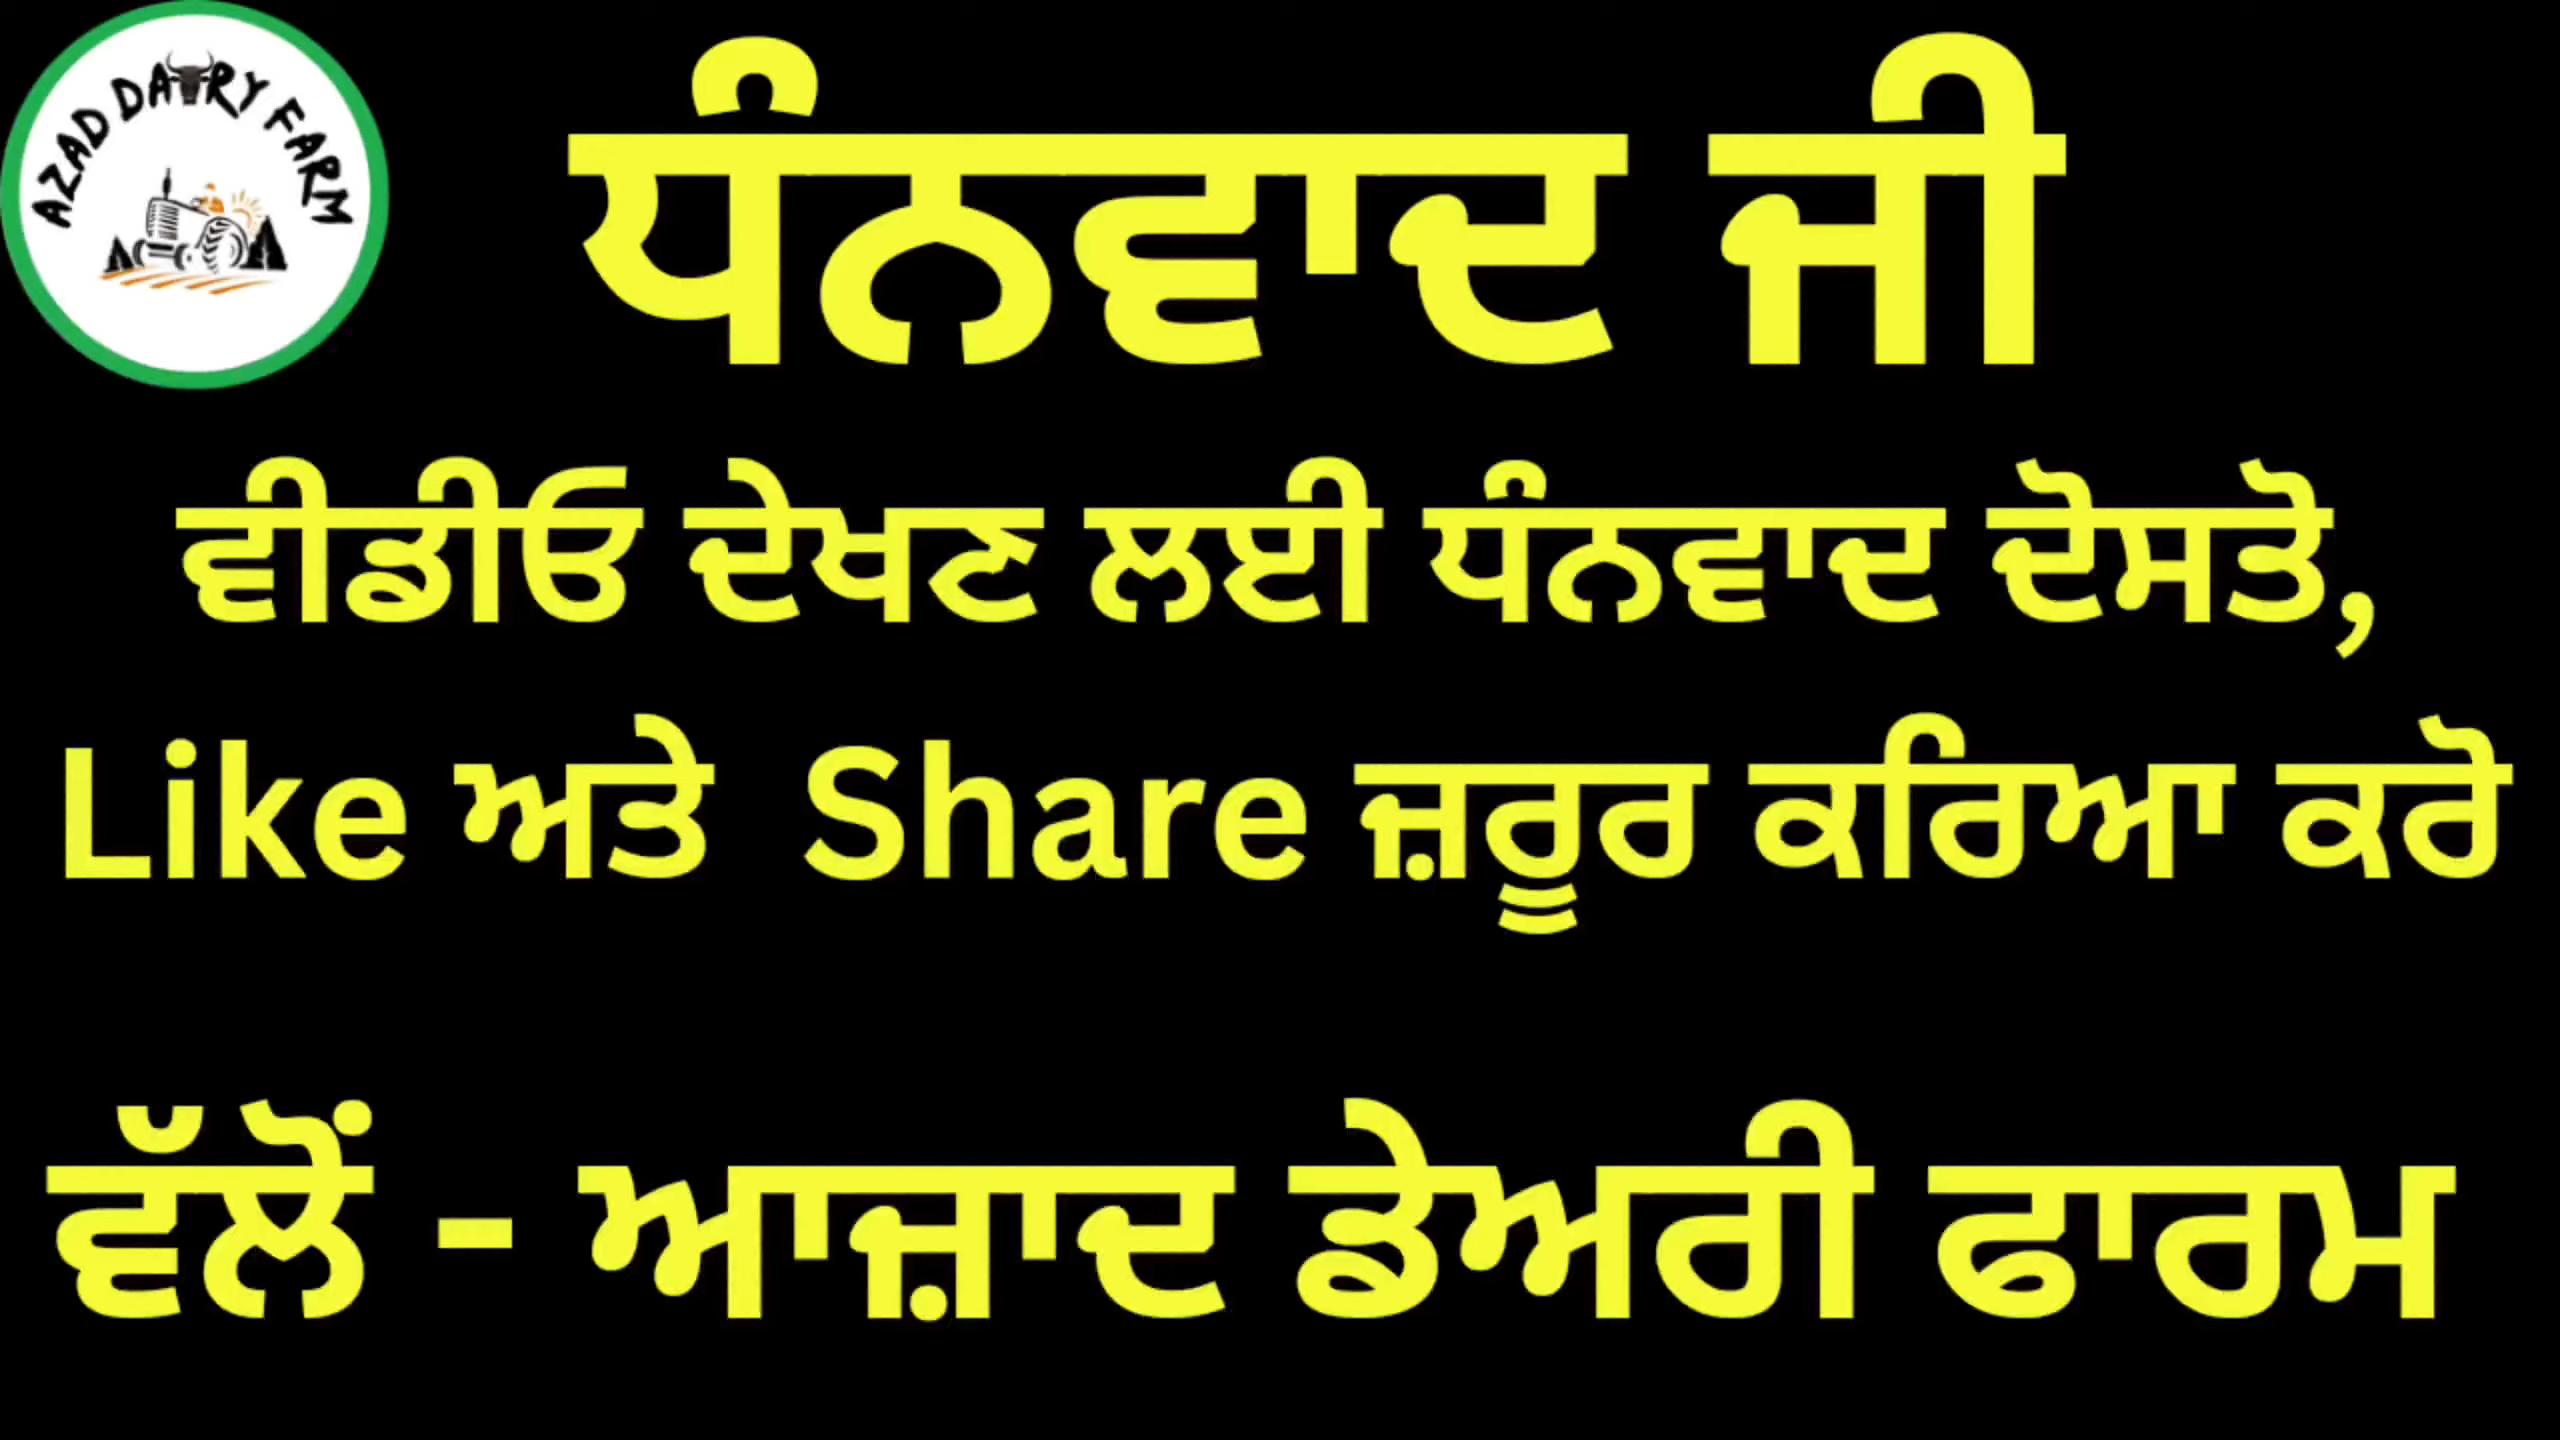 AZAD DAIRY FARM
ਧੰਨਵਾਦ ਜੀ
ਵੀਡੀਓ ਦੇਖਣ ਲਈ ਧੰਨਵਾਦ ਦੋਸਤੋ,
Like ਅਤੇ Share ਜ਼ਰੂਰ ਕਰਿਆ ਕਰੋ
ਵੱਲੋਂ - ਆਜ਼ਾਦ ਡੇਅਰੀ ਫਾਰਮ